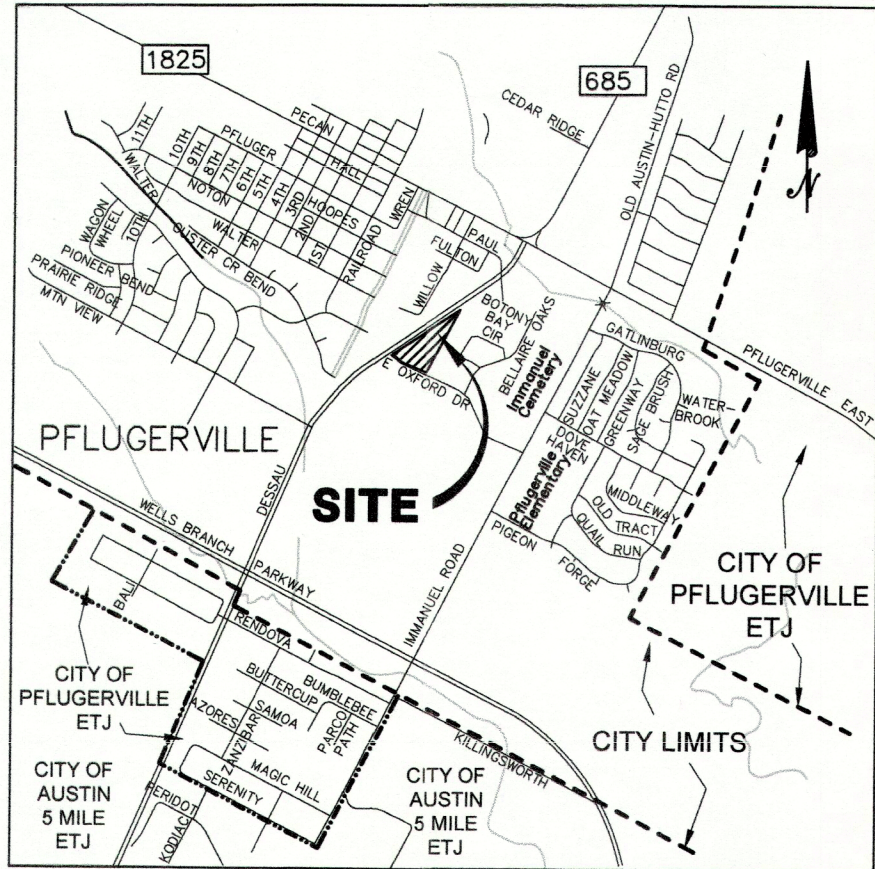 1825
685
CEDAR RIDGE
OLD AUSTIN-HUTTO RD
N
PECAN
PFLUGER
HALL
11TH
10TH
9TH
8TH
7TH
6TH
5TH
4TH
3RD
2ND
1ST
NOTON
WALTER
HOOPES
WALTER
RAILROAD
WREN
PAUL
FULTON
WILLOW
WAGON
WHEEL
10TH
PIONEER BEND
PRAIRIE RIDGE
MTN VIEW
OUSTER CR BEND
BOTONY
BAY
CIR
BELLAIRE OAKS
Immanuel
Cemetery
E OXFORD DR
GATLINBURG
PFLUGERVILLE EAST
SUZZANE
OAT MEADOW
GREENWAY
SAGE BRUSH
WATER-
BROOK
DOVE
HAVEN
Pflugerville
Elementary
MIDDLEWAY
OLD
TRACT
QUAIL
RUN
PIGEON
FORGE
PFLUGERVILLE
DESSAU
SITE
WELLS BRANCH
PARKWAY
IMMANUEL ROAD
CITY OF
PFLUGERVILLE
ETJ
BALI
RENDOVA
CITY OF
PFLUGERVILLE
ETJ
BUTTERCUP
BUMBLEBEE
AZORES
SAMOA
ZANZIBAR
PARCO
PATH
MAGIC HILL
SERENITY
KILLINGSWORTH
CITY LIMITS
CITY OF
AUSTIN
5 MILE
ETJ
PERIDOT
KODIAC
CITY OF
AUSTIN
5 MILE
ETJ